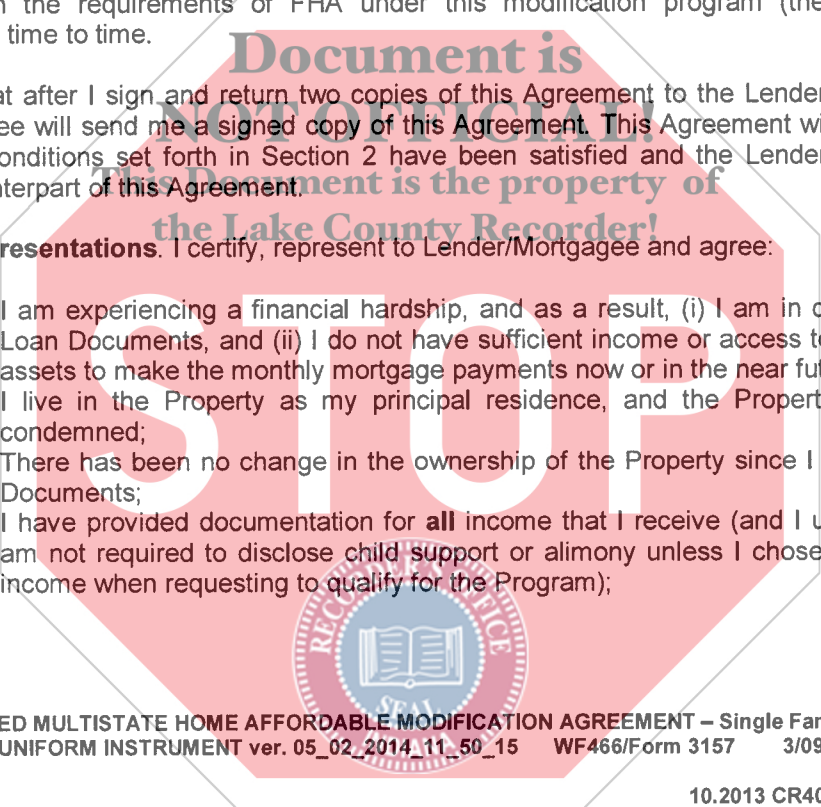 the requirements of FHA under this modification program (the
time to time.
Document is
at after I sign and return two copies of this Agreement to the Lender
NOT OFFICIAL!
ee will send me a signed copy of this Agreement. This Agreement wi
onditions set forth in Section 2 have been satisfied and the Lender
This Document is the property of
terpart of this Agreement.
the Lake County Recorder!
resentations. I certify, represent to Lender/Mortgagee and agree:
STOP
I am experiencing a financial hardship, and as a result, (i) I am in d
Loan Documents, and (ii) I do not have sufficient income or access to
assets to make the monthly mortgage payments now or in the near fut
I live in the Property as my principal residence, and the Propert
condemned;
There has been no change in the ownership of the Property since I
Documents;
I have provided documentation for all income that I receive (and I u
am not required to disclose child support or alimony unless I chose
income when requesting to qualify for the Program);
RECORDER'S OFFICE
SEAL
INDIANA
ED MULTISTATE HOME AFFORDABLE MODIFICATION AGREEMENT – Single Fam
UNIFORM INSTRUMENT ver. 05_02_2014_11_50_15 WF466/Form 3157 3/09
10.2013 CR40